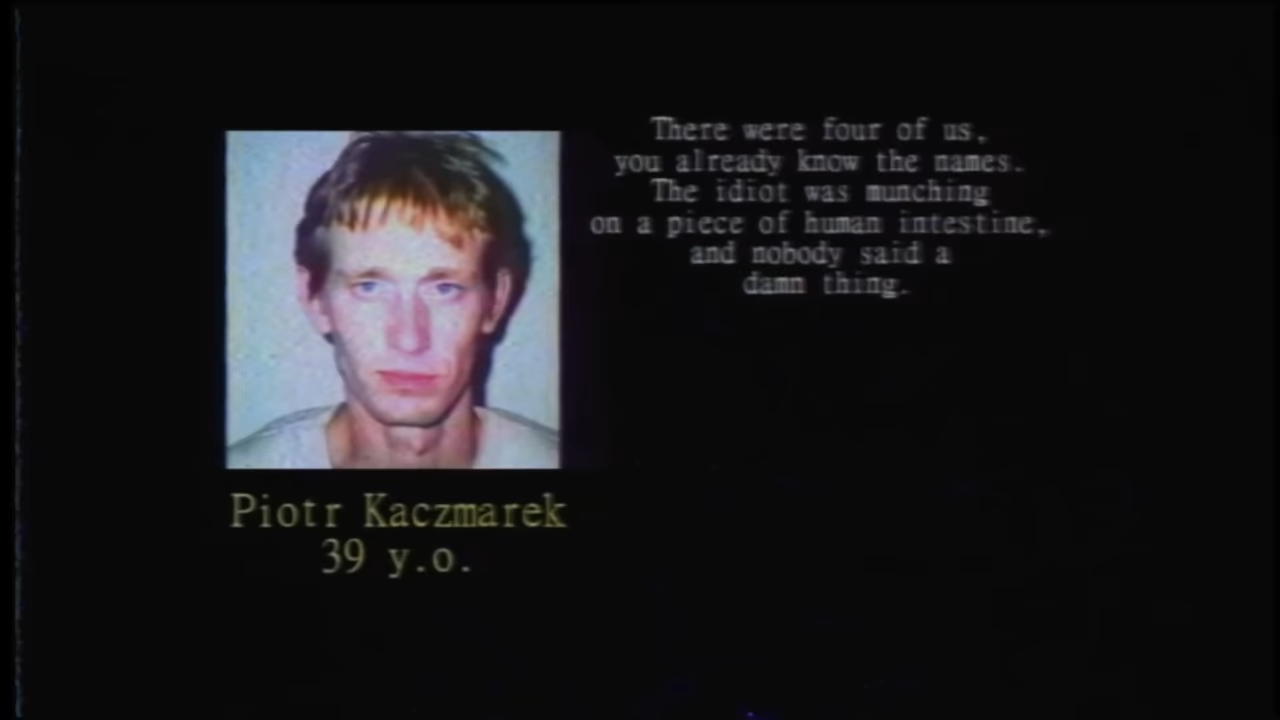 There were four of us,
you already know the names.
The idiot was munching
on a piece of human intestine,
and nobody said a
damn thing.
Piotr Kaczmarek
39 y.o.